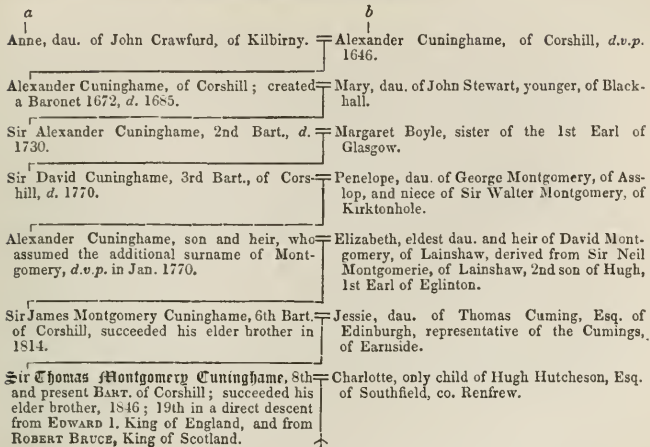 a
b
Anne, dau. of John Crawfurd, of Kilbirny.
Alexander Cuninghame, of Corshill, d.v.p.
1646.
Alexander Cuninghame, of Corshill; created
a Baronet 1672, d. 1685.
Mary, dau. of John Stewart, younger, of Black-
hall.
Sir Alexander Cuninghame, 2nd Bart., d.
1730.
Margaret Boyle, sister of the 1st Earl of
Glasgow.
Sir David Cuninghame, 3rd Bart., of Cors-
hill, d. 1770.
Penelope, dau. of George Montgomery, of Ass-
lop, and niece of Sir Walter Montgomery, of
Kirktonhole.
Alexander Cuninghame, son and heir, who
assumed the additional surname of Mont-
gomery, d.v.p. in Jan. 1770.
Elizabeth, eldest dau. and heir of David Mont-
gomery, of Lainshaw, derived from Sir Neil
Montgomerie, of Lainshaw, 2nd son of Hugh,
1st Earl of Eglinton.
Sir James Montgomery Cuninghame, 6th Bart.
of Corshill, succeeded his elder brother in
1814.
Jessie, dau. of Thomas Cuming, Esq. of
Edinburgh, representative of the Cumings,
of Earnside.
Sir Thomas Montgomery Cuninghame, 8th
and present BART. of Corshill; succeeded his
elder brother, 1846; 19th in a direct descent
from EDWARD I. King of England, and from
ROBERT BRUCE, King of Scotland.
Charlotte, only child of Hugh Hutcheson, Esq.
of Southfield, co. Renfrew.